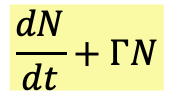 dN/dt + ΓN